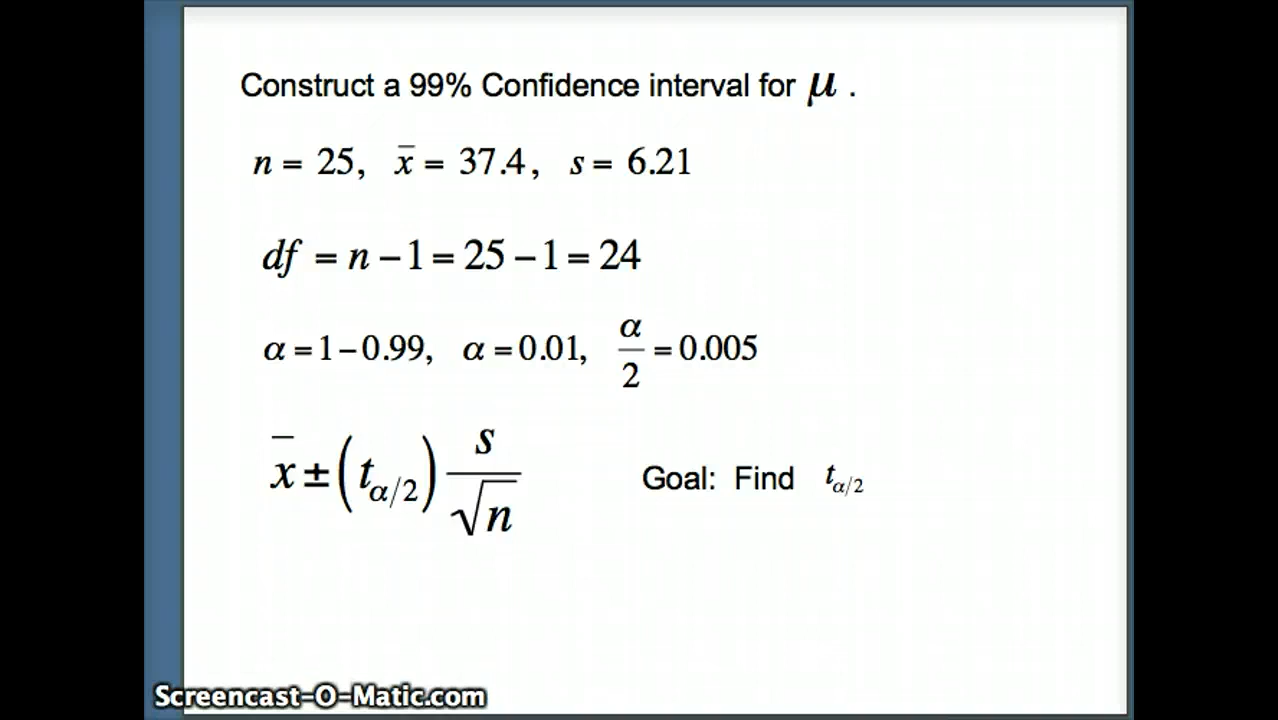 Construct a 99% Confidence interval for μ .
n = 25, x̄ = 37.4, s = 6.21
df = n − 1 = 25 − 1 = 24
α = 1 − 0.99, α = 0.01, α/2 = 0.005
x̄ ± (t_α/2) s/√n Goal: Find t_α/2
Screencast-O-Matic.com